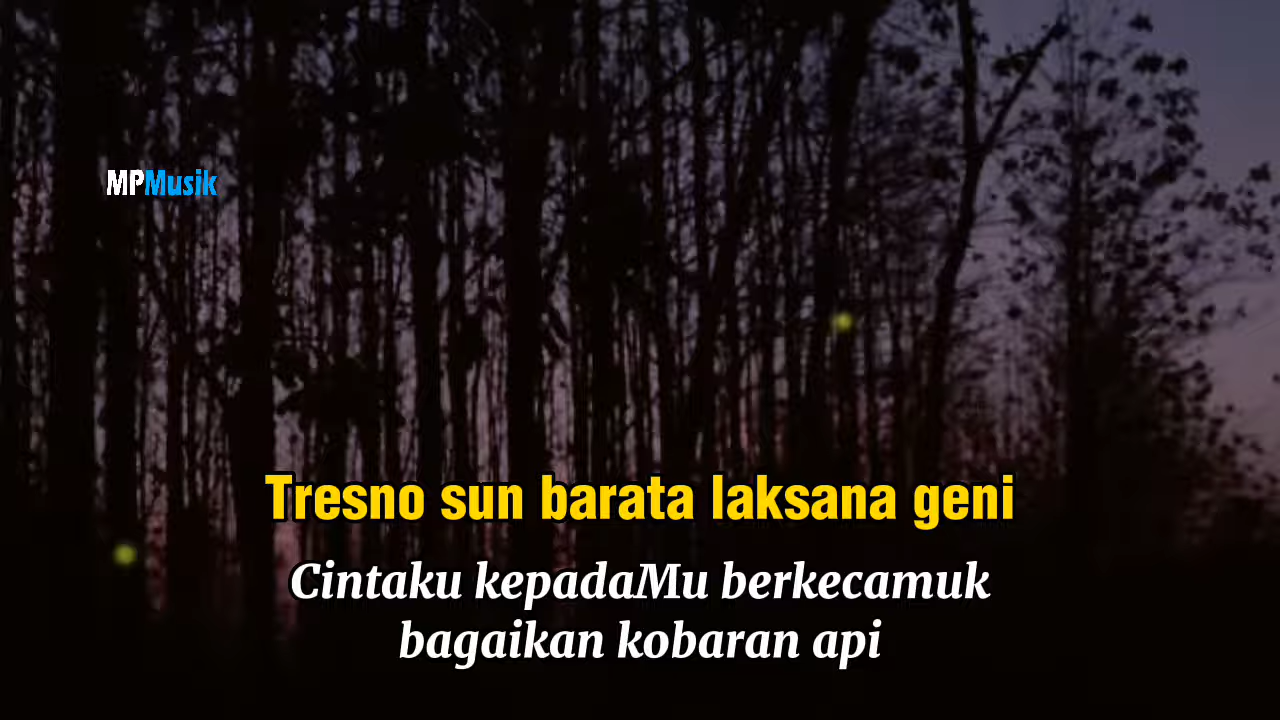 MPMusik
Tresno sun barata laksana geni
Cintaku kepadaMu berkecamuk
bagaikan kobaran api